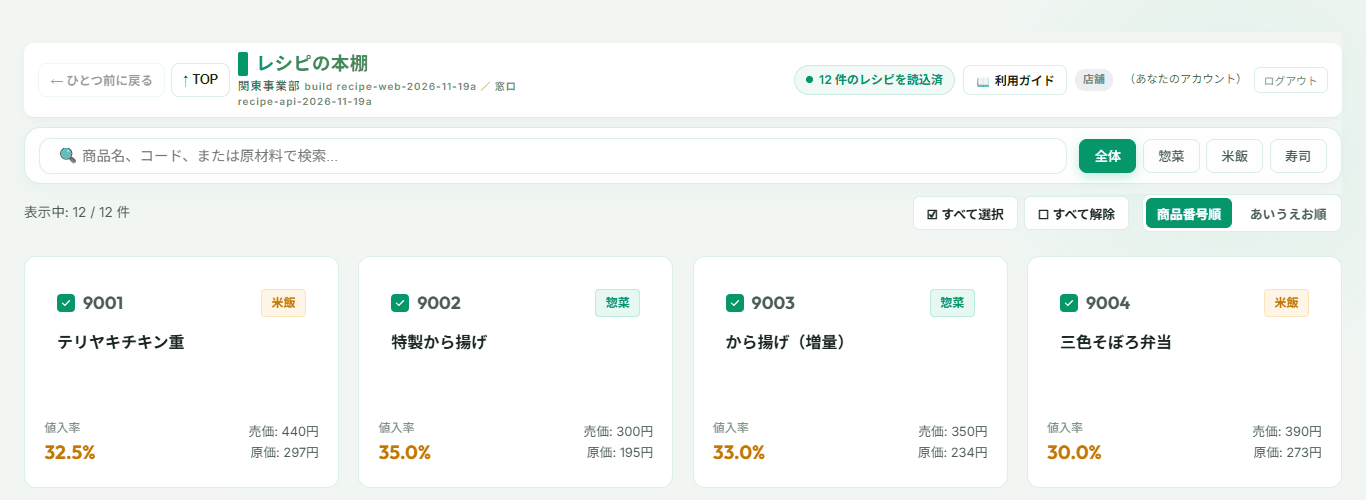 ← ひとつ前に戻る
↑ TOP
レシピの本棚
関東事業部 build recipe-web-2026-11-19a ／ 窓口
recipe-api-2026-11-19a
12 件のレシピを読込済
📖 利用ガイド
店舗
（あなたのアカウント）
ログアウト
🔍 商品名、コード、または原材料で検索...
全体
惣菜
米飯
寿司
表示中: 12 / 12 件
☑ すべて選択
☐ すべて解除
商品番号順
あいうえお順
9001
米飯
テリヤキチキン重
値入率
32.5%
売価: 440円
原価: 297円
9002
惣菜
特製から揚げ
値入率
35.0%
売価: 300円
原価: 195円
9003
惣菜
から揚げ（増量）
値入率
33.0%
売価: 350円
原価: 234円
9004
米飯
三色そぼろ弁当
値入率
30.0%
売価: 390円
原価: 273円